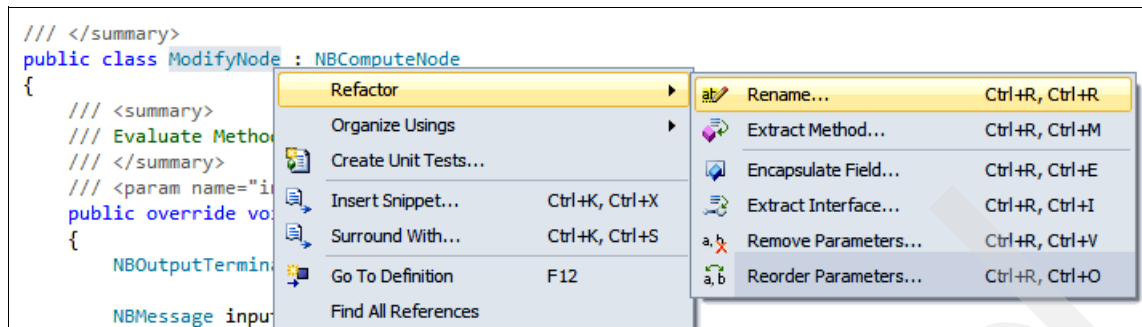 /// </summary>
public class ModifyNode : NBComputeNode
{
/// <summary>
/// Evaluate Metho
/// </summary>
/// <param name="i
public override vo
{
NBOutputTermin
NBMessage input
Refactor
Organize Usings
Create Unit Tests...
Insert Snippet... Ctrl+K, Ctrl+X
Surround With... Ctrl+K, Ctrl+S
Go To Definition F12
Find All References
Rename... Ctrl+R, Ctrl+R
Extract Method... Ctrl+R, Ctrl+M
Encapsulate Field... Ctrl+R, Ctrl+E
Extract Interface... Ctrl+R, Ctrl+I
Remove Parameters... Ctrl+R, Ctrl+V
Reorder Parameters... Ctrl+R, Ctrl+O